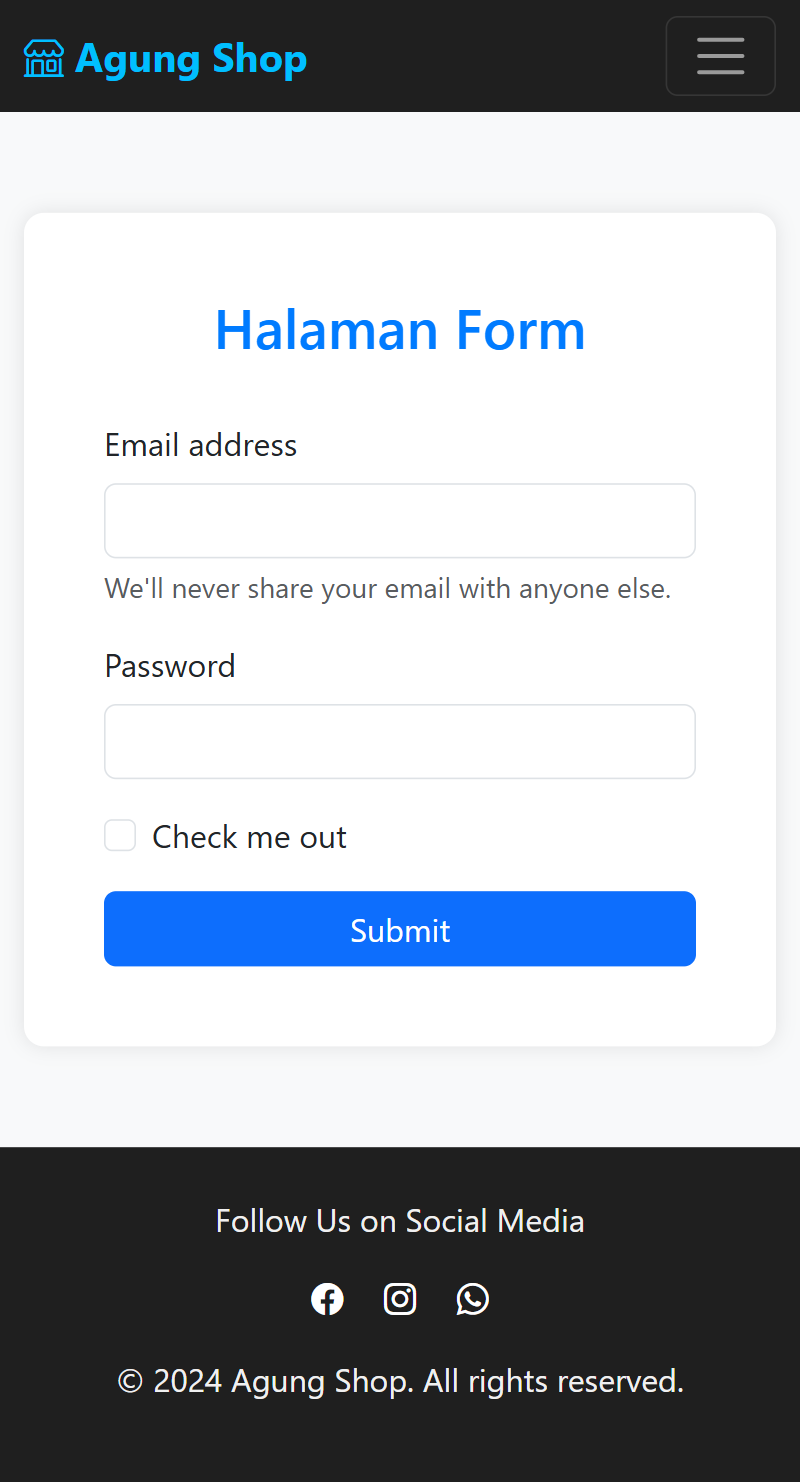 Agung Shop
Halaman Form
Email address
We'll never share your email with anyone else.
Password
Check me out
Submit
Follow Us on Social Media
© 2024 Agung Shop. All rights reserved.